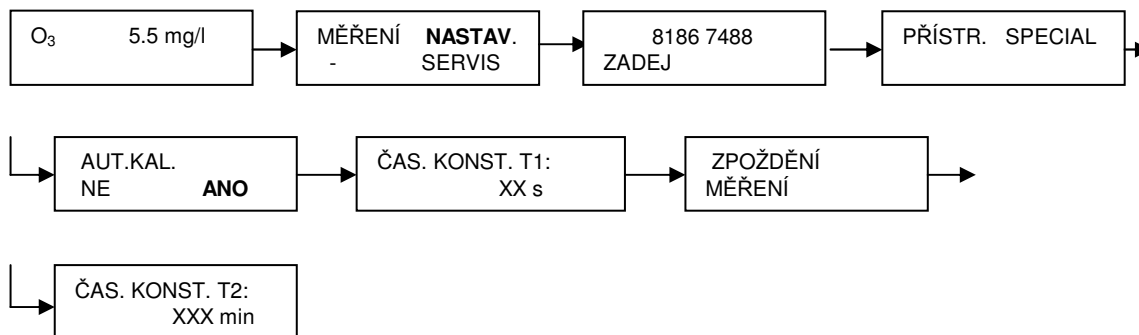 O₃ 5.5 mg/l
MĚŘENÍ NASTAV.
- SERVIS
8186 7488
ZADEJ
PŘÍSTR. SPECIAL
AUT.KAL.
NE ANO
ČAS. KONST. T1:
XX s
ZPOŽDĚNÍ
MĚŘENÍ
ČAS. KONST. T2:
XXX min